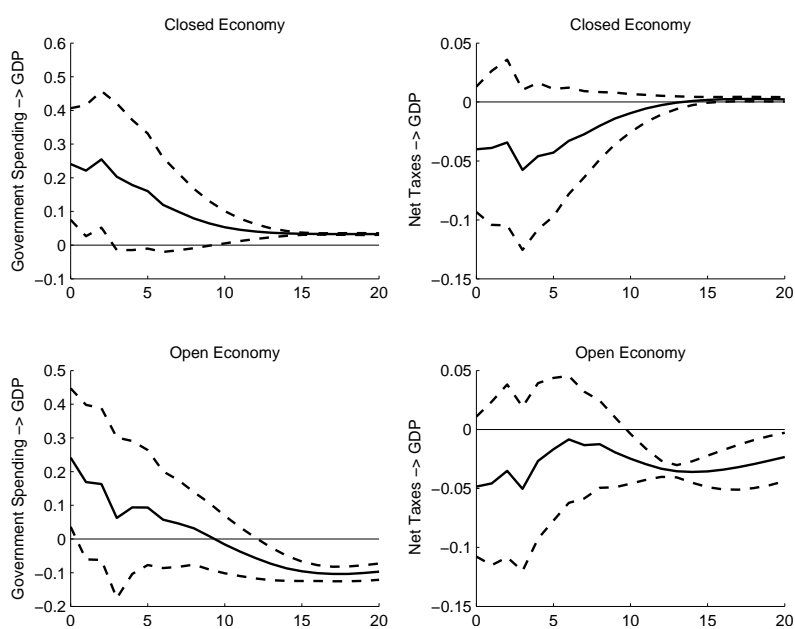 Closed Economy
Government Spending −> GDP
0.6
0.5
0.4
0.3
0.2
0.1
0
−0.1
0 5 10 15 20
Closed Economy
Net Taxes −> GDP
0.05
0
−0.05
−0.1
−0.15
0 5 10 15 20
Open Economy
Government Spending −> GDP
0.5
0.4
0.3
0.2
0.1
0
−0.1
−0.2
0 5 10 15 20
Open Economy
Net Taxes −> GDP
0.05
0
−0.05
−0.1
−0.15
0 5 10 15 20